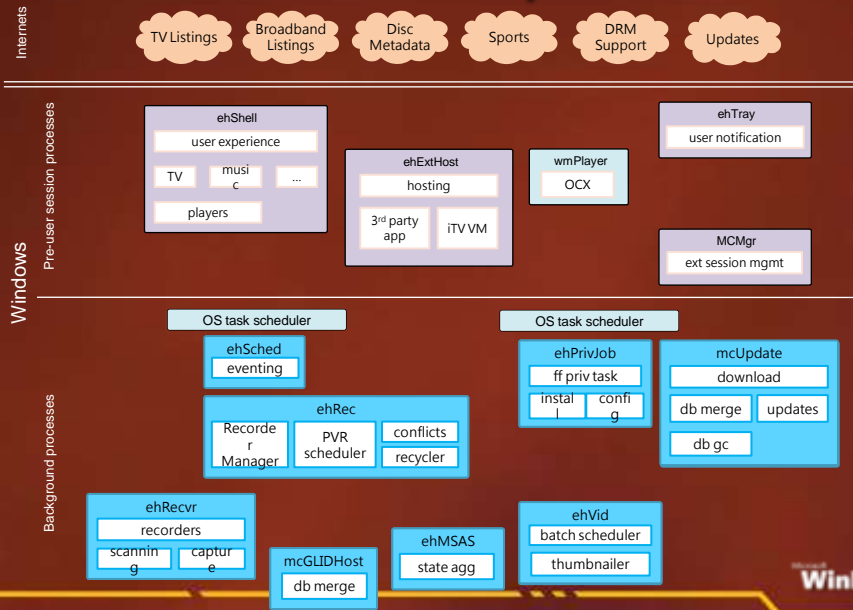 Internets
TV Listings
Broadband
Listings
Disc
Metadata
Sports
DRM
Support
Updates
Windows
Pre-user session processes
ehShell
user experience
TV
musi
c
...
players
ehExtHost
hosting
3rd party
app
iTV VM
wmPlayer
OCX
ehTray
user notification
MCMgr
ext session mgmt
Background processes
OS task scheduler
OS task scheduler
ehSched
eventing
ehPrivJob
ff priv task
instal
l
confi
g
mcUpdate
download
db merge
updates
db gc
ehRec
Recorde
r
Manager
PVR
scheduler
conflicts
recycler
ehRecvr
recorders
scannin
g
captur
e
mcGLIDHost
db merge
ehMSAS
state agg
ehVid
batch scheduler
thumbnailer
Microsoft